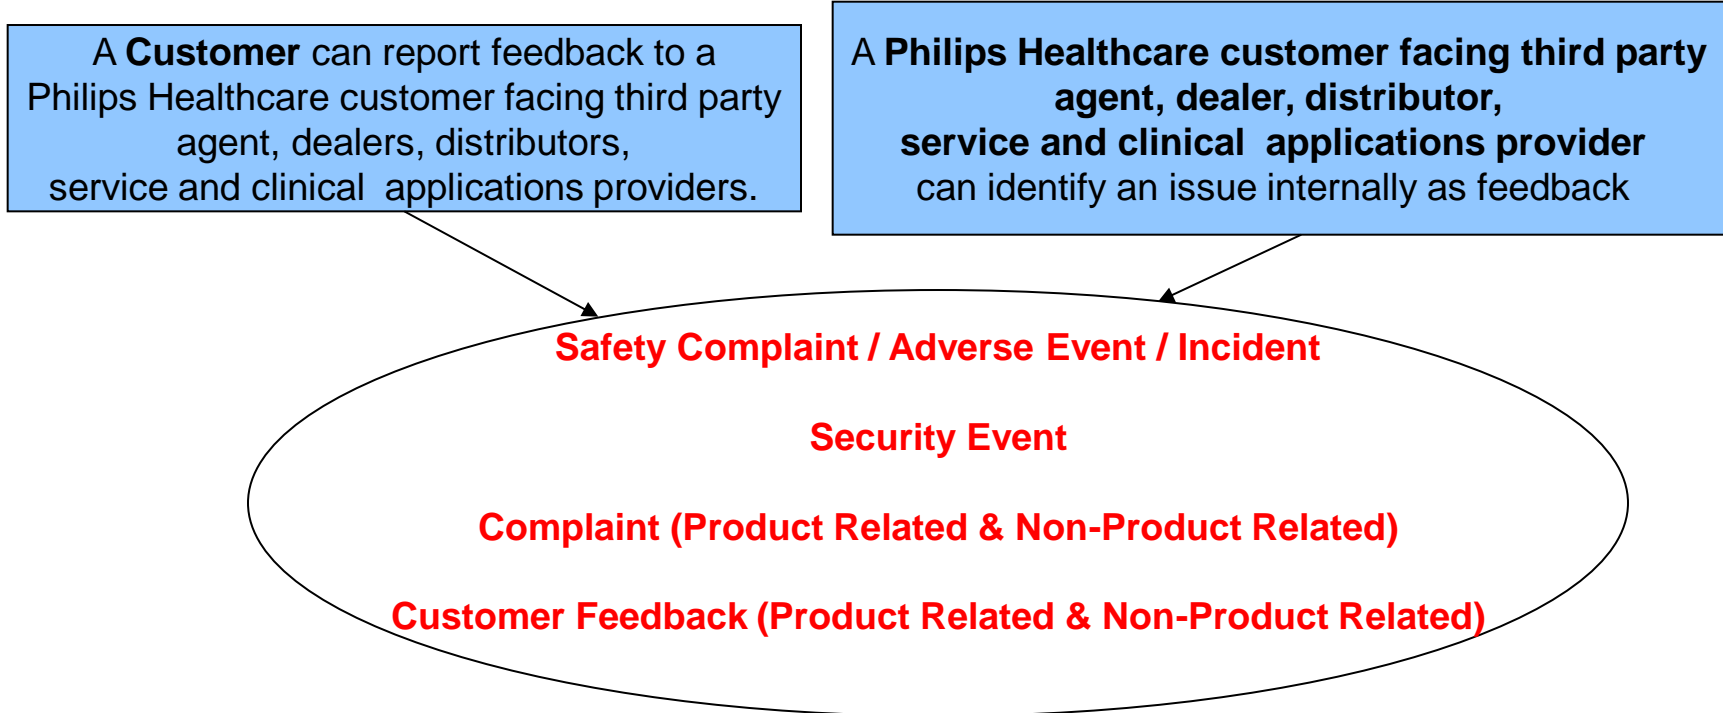 A Customer can report feedback to a
Philips Healthcare customer facing third party
agent, dealers, distributors,
service and clinical  applications providers.
A Philips Healthcare customer facing third party
agent, dealer, distributor,
service and clinical  applications provider
can identify an issue internally as feedback
Safety Complaint / Adverse Event / Incident
Security Event
Complaint (Product Related & Non-Product Related)
Customer Feedback (Product Related & Non-Product Related)